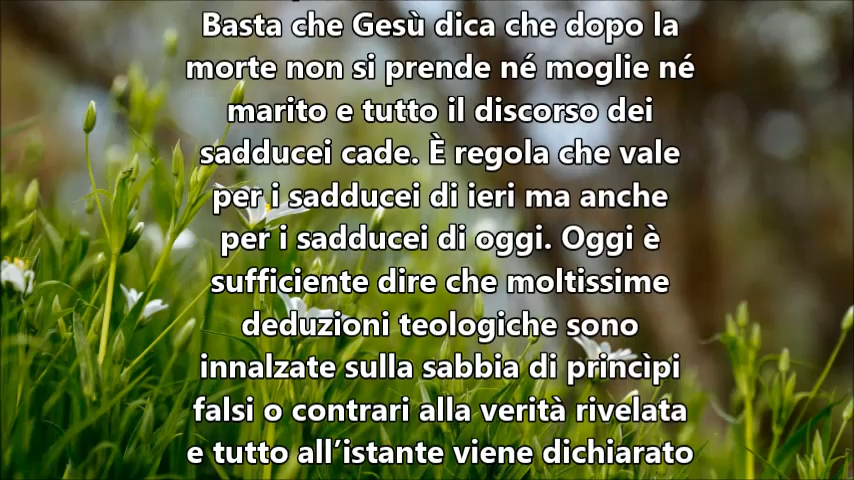 Basta che Gesù dica che dopo la
morte non si prende né moglie né
marito e tutto il discorso dei
sadducei cade. È regola che vale
per i sadducei di ieri ma anche
per i sadducei di oggi. Oggi è
sufficiente dire che moltissime
deduzioni teologiche sono
innalzate sulla sabbia di princìpi
falsi o contrari alla verità rivelata
e tutto all’istante viene dichiarato